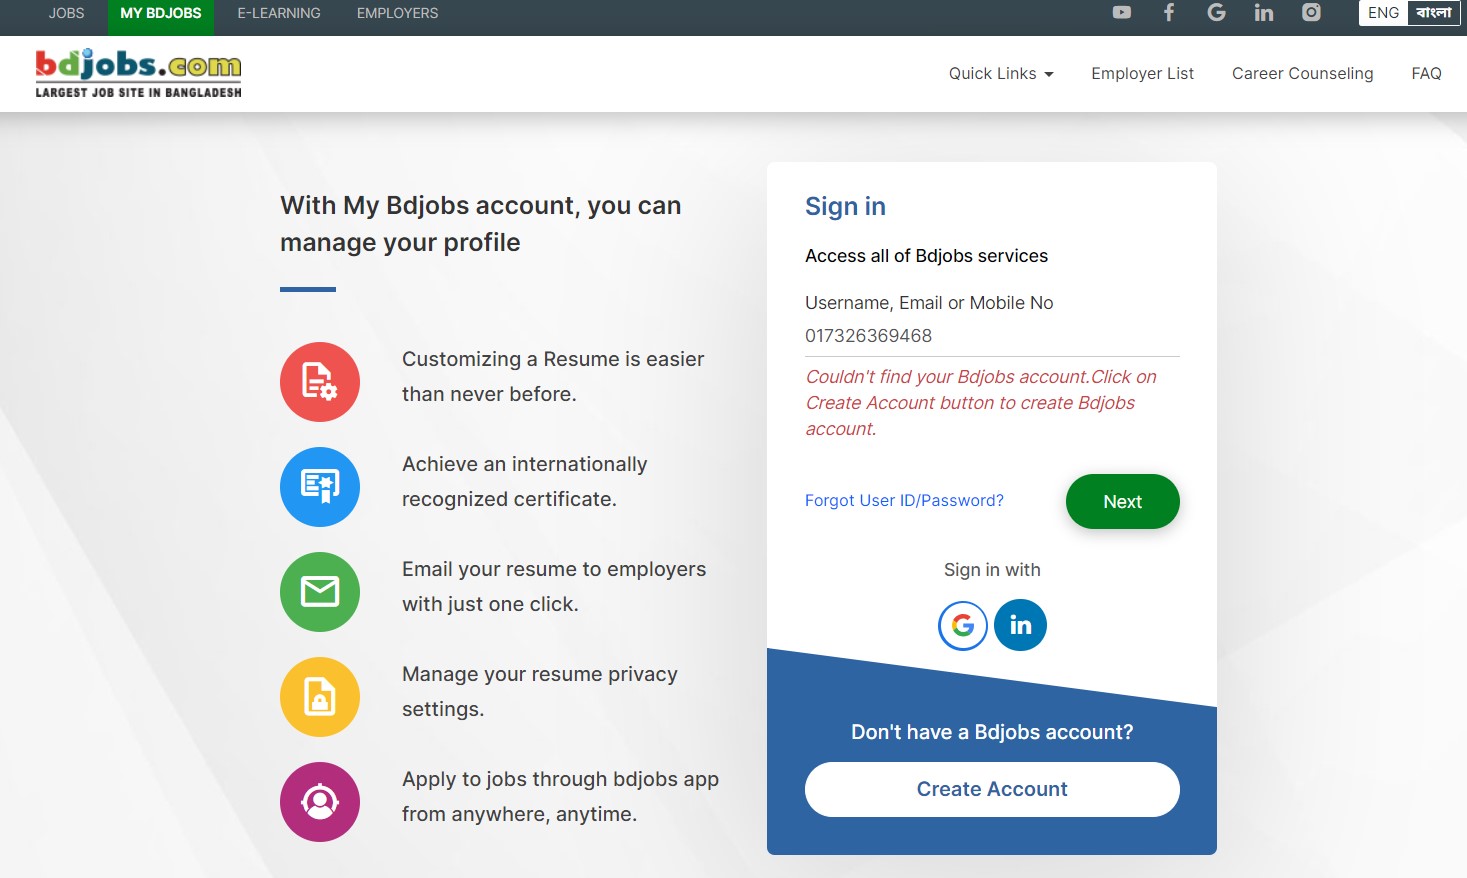 JOBS MY BDJOBS E-LEARNING EMPLOYERS ENG বাংলা
bdjobs.com
LARGEST JOB SITE IN BANGLADESH
Quick Links Employer List Career Counseling FAQ
With My Bdjobs account, you can
manage your profile
Customizing a Resume is easier
than never before.
Achieve an internationally
recognized certificate.
Email your resume to employers
with just one click.
Manage your resume privacy
settings.
Apply to jobs through bdjobs app
from anywhere, anytime.
Sign in
Access all of Bdjobs services
Username, Email or Mobile No
017326369468
Couldn't find your Bdjobs account.Click on
Create Account button to create Bdjobs
account.
Forgot User ID/Password? Next
Sign in with
Don't have a Bdjobs account?
Create Account